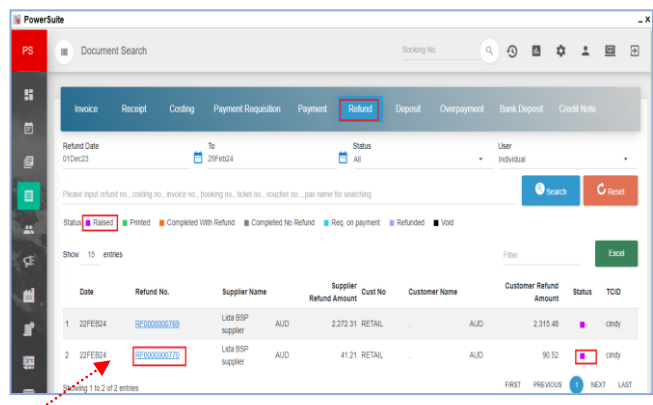 PowerSuite
PS Document Search Booking No.
Invoice Receipt Costing Payment Requisition Payment Refund Deposit Overpayment Bank Deposit Credit Note
Refund Date To Status User
01Dec23 29Feb24 All Individual
Please input refund no., costing no., invoice no., booking no., ticket no., voucher no., pax name for searching Search Reset
Status Raised Printed Completed With Refund Completed No Refund Req. on payment Refunded Void
Show 15 entries Filter Excel
Date Refund No. Supplier Name Supplier Refund Amount Cust No Customer Name Customer Refund Amount Status TCID
1 22FEB24 RF0000000769 Lida BSP supplier AUD 2,272.31 RETAIL . AUD 2,315.48 cindy
2 22FEB24 RF0000000770 Lida BSP supplier AUD 41.21 RETAIL . AUD 90.52 cindy
Showing 1 to 2 of 2 entries FIRST PREVIOUS 1 NEXT LAST